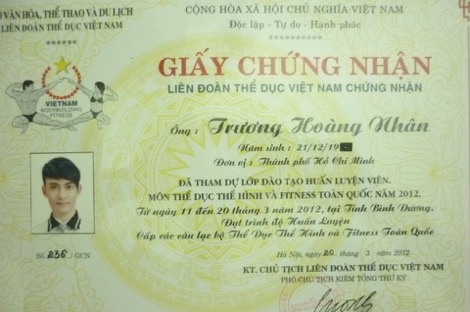 BỘ VĂN HÓA, THỂ THAO VÀ DU LỊCH
LIÊN ĐOÀN THỂ DỤC VIỆT NAM
CỘNG HÒA XÃ HỘI CHỦ NGHĨA VIỆT NAM
Độc lập - Tự do - Hạnh phúc
VIETNAM
BODYBUILDING
FITNESS
GIẤY CHỨNG NHẬN
LIÊN ĐOÀN THỂ DỤC VIỆT NAM CHỨNG NHẬN
Ông : Trương Hoàng Nhân
Năm sinh : 21/12/19
Đơn vị : Thành phố Hồ Chí Minh
ĐÃ THAM DỰ LỚP ĐÀO TẠO HUẤN LUYỆN VIÊN.
MÔN THỂ DỤC THỂ HÌNH VÀ FITNESS TOÀN QUỐC NĂM 2012.
Từ ngày 11 đến 20 tháng 3 năm 2012, tại Tỉnh Bình Dương.
Đạt trình độ Huấn Luyện
Cấp các câu lạc bộ Thể Dục Thể Hình và Fitness Toàn Quốc
Số: 236 / GCN
Hà Nội, ngày 20 tháng 3 năm 2012
KT. CHỦ TỊCH LIÊN ĐOÀN THỂ DỤC VIỆT NAM
PHÓ CHỦ TỊCH KIÊM TỔNG THƯ KÝ